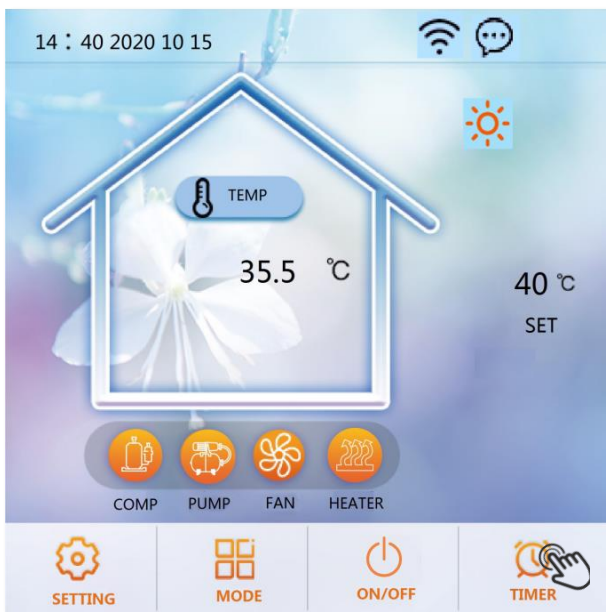 14：40 2020 10 15
TEMP
35.5 ℃
40 ℃
SET
COMP PUMP FAN HEATER
SETTING MODE ON/OFF TIMER